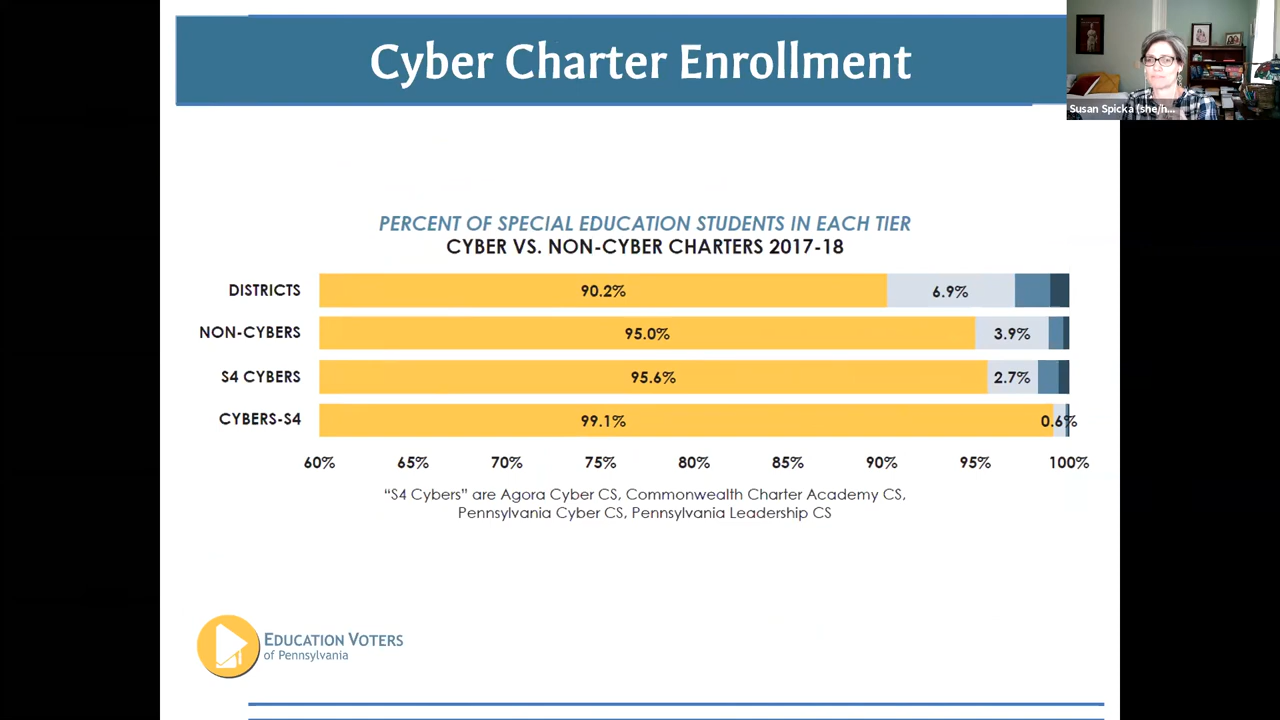 Cyber Charter Enrollment
Susan Spicka (she/h...
PERCENT OF SPECIAL EDUCATION STUDENTS IN EACH TIER
CYBER VS. NON-CYBER CHARTERS 2017-18
DISTRICTS 90.2% 6.9%
NON-CYBERS 95.0% 3.9%
S4 CYBERS 95.6% 2.7%
CYBERS-S4 99.1% 0.6%
60% 65% 70% 75% 80% 85% 90% 95% 100%
“S4 Cybers” are Agora Cyber CS, Commonwealth Charter Academy CS,
Pennsylvania Cyber CS, Pennsylvania Leadership CS
EDUCATION VOTERS
of Pennsylvania